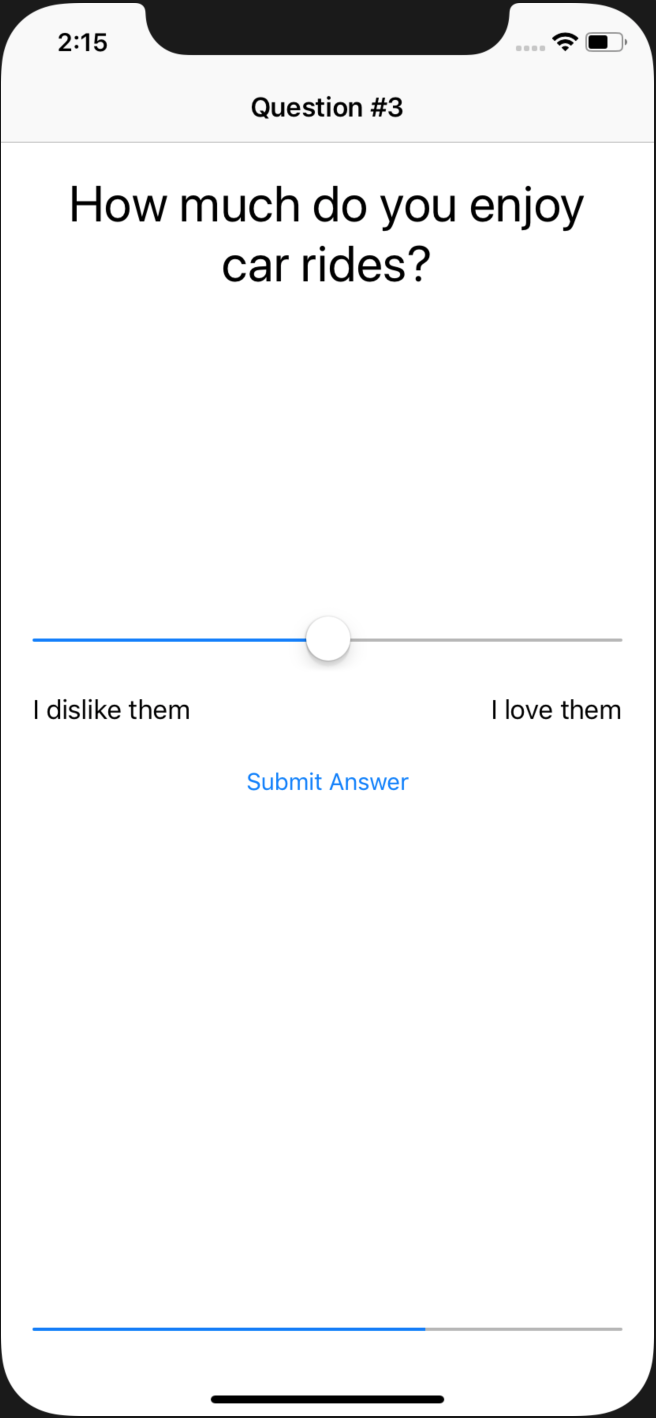 2:15
Question #3
How much do you enjoy
car rides?
I dislike them
I love them
Submit Answer